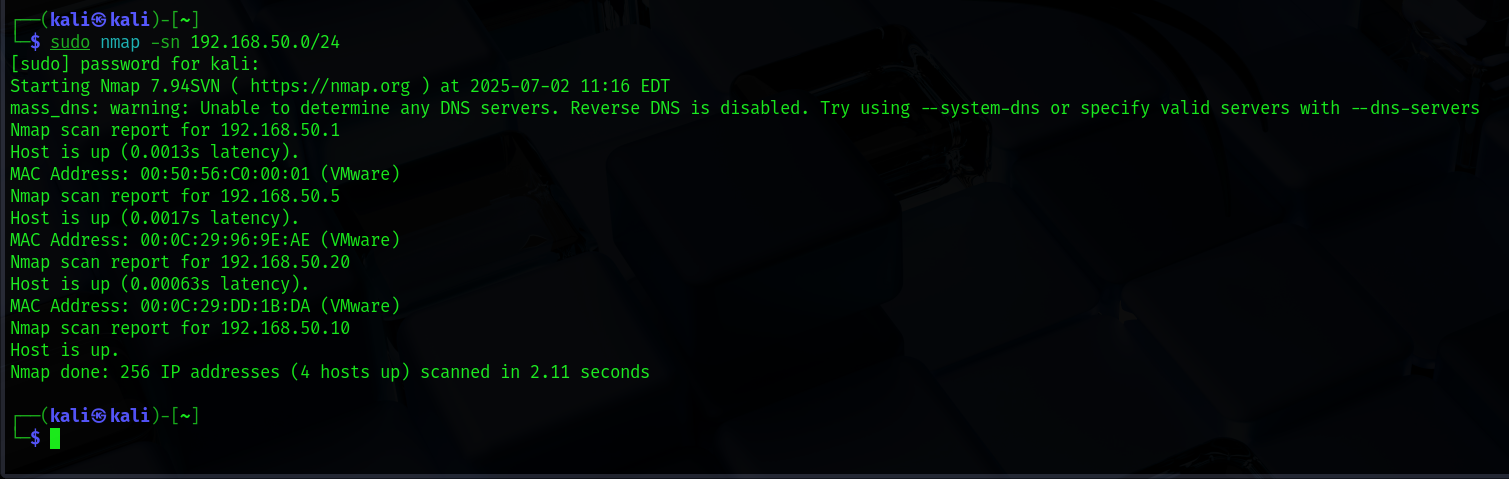 ┌──(kali㉿kali)-[~]
└─$ sudo nmap -sn 192.168.50.0/24
[sudo] password for kali:
Starting Nmap 7.94SVN ( https://nmap.org ) at 2025-07-02 11:16 EDT
mass_dns: warning: Unable to determine any DNS servers. Reverse DNS is disabled. Try using --system-dns or specify valid servers with --dns-servers
Nmap scan report for 192.168.50.1
Host is up (0.0013s latency).
MAC Address: 00:50:56:C0:00:01 (VMware)
Nmap scan report for 192.168.50.5
Host is up (0.0017s latency).
MAC Address: 00:0C:29:96:9E:AE (VMware)
Nmap scan report for 192.168.50.20
Host is up (0.00063s latency).
MAC Address: 00:0C:29:DD:1B:DA (VMware)
Nmap scan report for 192.168.50.10
Host is up.
Nmap done: 256 IP addresses (4 hosts up) scanned in 2.11 seconds
┌──(kali㉿kali)-[~]
└─$